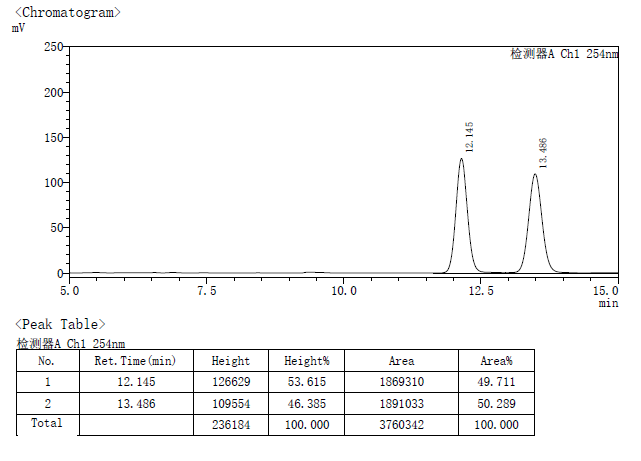 <Chromatogram>
mV
检测器A Ch1 254nm
250
200
150
100
50
0
12.145
13.486
5.0 7.5 10.0 12.5 15.0
min
<Peak Table>
检测器A Ch1 254nm
No. Ret.Time(min) Height Height% Area Area%
1 12.145 126629 53.615 1869310 49.711
2 13.486 109554 46.385 1891033 50.289
Total 236184 100.000 3760342 100.000